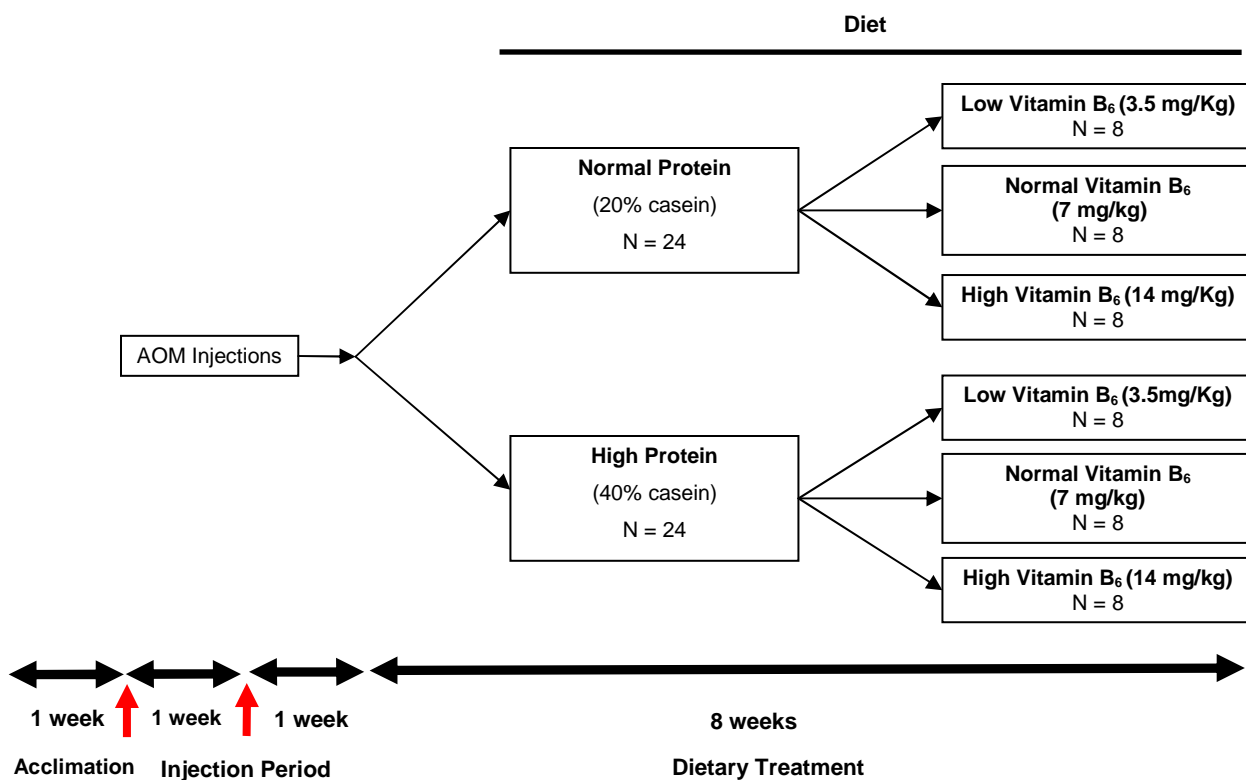 Diet
Low Vitamin B₆ (3.5 mg/Kg)
N = 8
Normal Protein
(20% casein)
N = 24
Normal Vitamin B₆
(7 mg/kg)
N = 8
High Vitamin B₆ (14 mg/Kg)
N = 8
AOM Injections
Low Vitamin B₆ (3.5mg/Kg)
N = 8
High Protein
(40% casein)
N = 24
Normal Vitamin B₆
(7 mg/kg)
N = 8
High Vitamin B₆ (14 mg/kg)
N = 8
1 week 1 week 1 week 8 weeks
Acclimation Injection Period Dietary Treatment